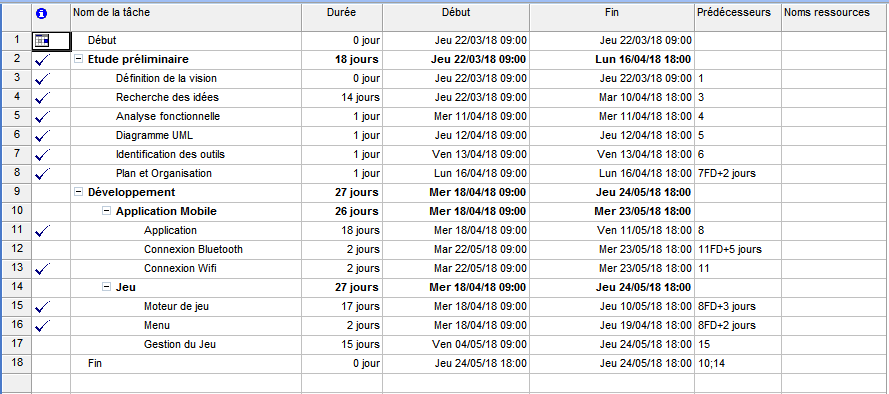 Nom de la tâche Durée Début Fin Prédécesseurs Noms ressources
1 Début 0 jour Jeu 22/03/18 09:00 Jeu 22/03/18 09:00
2 Etude préliminaire 18 jours Jeu 22/03/18 09:00 Lun 16/04/18 18:00
3 Définition de la vision 0 jour Jeu 22/03/18 09:00 Jeu 22/03/18 09:00 1
4 Recherche des idées 14 jours Jeu 22/03/18 09:00 Mar 10/04/18 18:00 3
5 Analyse fonctionnelle 1 jour Mer 11/04/18 09:00 Mer 11/04/18 18:00 4
6 Diagramme UML 1 jour Jeu 12/04/18 09:00 Jeu 12/04/18 18:00 5
7 Identification des outils 1 jour Ven 13/04/18 09:00 Ven 13/04/18 18:00 6
8 Plan et Organisation 1 jour Lun 16/04/18 09:00 Lun 16/04/18 18:00 7FD+2 jours
9 Développement 27 jours Mer 18/04/18 09:00 Jeu 24/05/18 18:00
10 Application Mobile 26 jours Mer 18/04/18 09:00 Mer 23/05/18 18:00
11 Application 18 jours Mer 18/04/18 09:00 Ven 11/05/18 18:00 8
12 Connexion Bluetooth 2 jours Mar 22/05/18 09:00 Mer 23/05/18 18:00 11FD+5 jours
13 Connexion Wifi 2 jours Mar 22/05/18 09:00 Mer 23/05/18 18:00 11
14 Jeu 27 jours Mer 18/04/18 09:00 Jeu 24/05/18 18:00
15 Moteur de jeu 17 jours Mer 18/04/18 09:00 Jeu 10/05/18 18:00 8FD+3 jours
16 Menu 2 jours Mer 18/04/18 09:00 Jeu 19/04/18 18:00 8FD+2 jours
17 Gestion du Jeu 15 jours Ven 04/05/18 09:00 Jeu 24/05/18 18:00 15
18 Fin 0 jour Jeu 24/05/18 18:00 Jeu 24/05/18 18:00 10;14